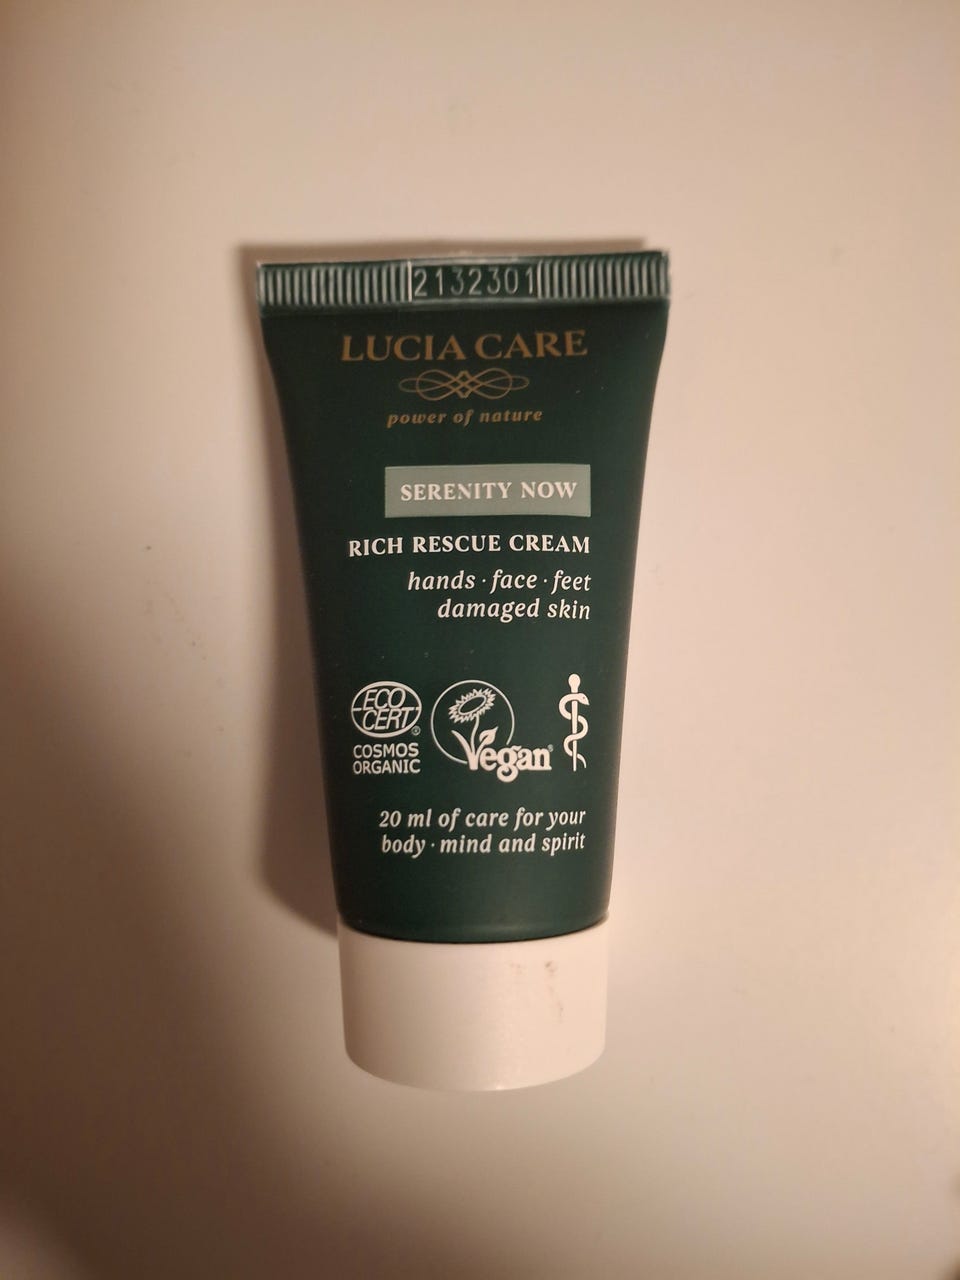 2132301
LUCIA CARE
power of nature
SERENITY NOW
RICH RESCUE CREAM
hands · face · feet
damaged skin
ECO
CERT®
COSMOS
ORGANIC
Vegan®
20 ml of care for your
body · mind and spirit